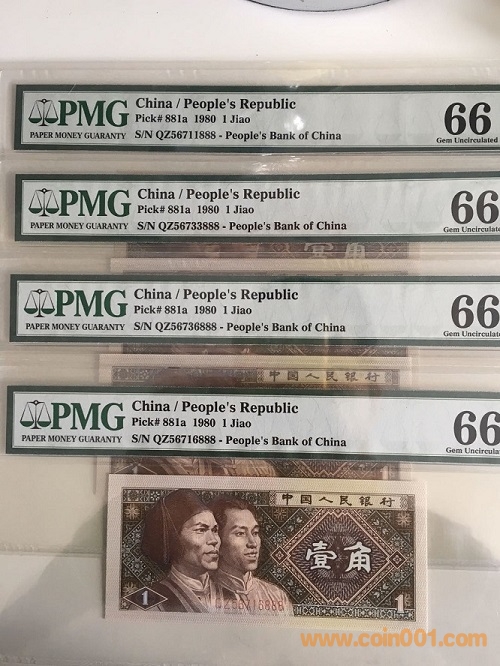 PMG
PAPER MONEY GUARANTY
China / People's Republic
Pick# 881a 1980 1 Jiao
S/N QZ56711888 - People's Bank of China
66
Gem Uncirculated
PMG
PAPER MONEY GUARANTY
China / People's Republic
Pick# 881a 1980 1 Jiao
S/N QZ56733888 - People's Bank of China
66
Gem Uncirculated
壹角
PMG
PAPER MONEY GUARANTY
China / People's Republic
Pick# 881a 1980 1 Jiao
S/N QZ56736888 - People's Bank of China
66
Gem Uncirculated
中国人民银行
PMG
PAPER MONEY GUARANTY
China / People's Republic
Pick# 881a 1980 1 Jiao
S/N QZ56716888 - People's Bank of China
66
Gem Uncirculated
中国人民银行
壹角
1
QZ56716888
1
www.coin001.com